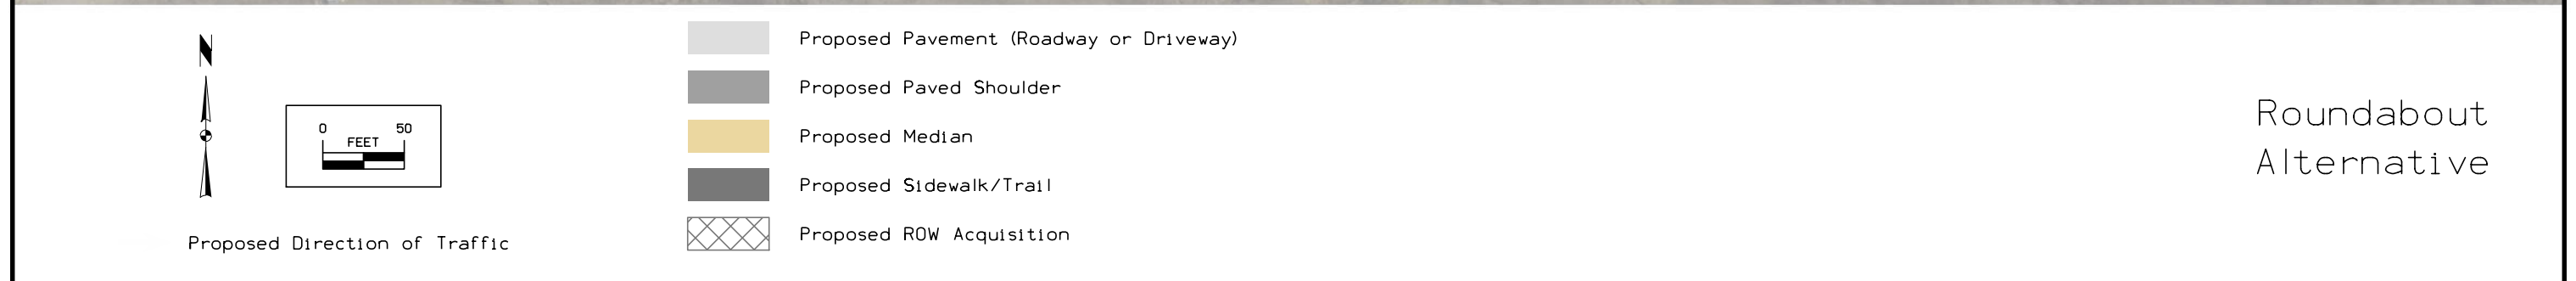 N
0 50
FEET
Proposed Direction of Traffic
Proposed Pavement (Roadway or Driveway)
Proposed Paved Shoulder
Proposed Median
Proposed Sidewalk/Trail
Proposed ROW Acquisition
Roundabout
Alternative